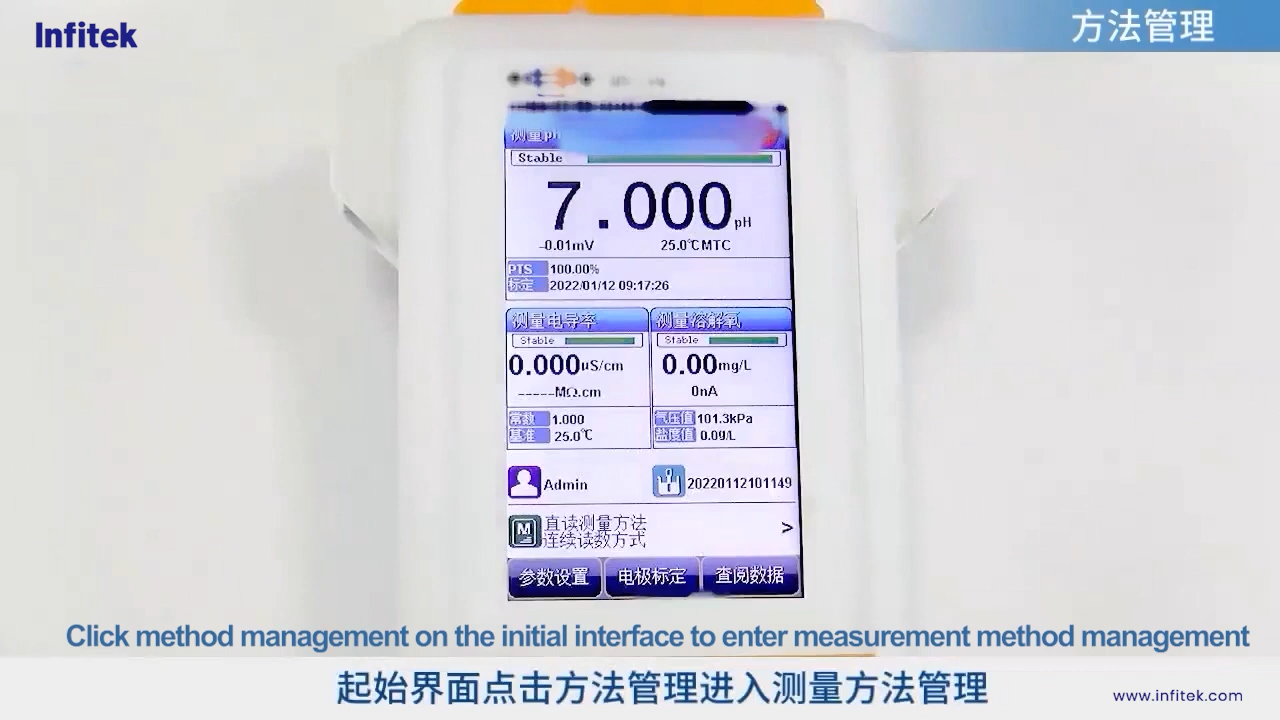 Infitek
方法管理
测量pH
Stable
7.000 pH
-0.01mV 25.0℃ MTC
PTS 100.00%
标定 2022/01/12 09:17:26
测量电导率 测量溶解氧
Stable Stable
0.000 μS/cm 0.00 mg/L
-----MΩ.cm 0nA
常数 1.000 气压值 101.3kPa
基准 25.0℃ 盐度值 0.0g/L
Admin 20220112101149
M 直读测量方法 >
连续读数方式
参数设置 电极标定 查阅数据
Click method management on the initial interface to enter measurement method management
起始界面点击方法管理进入测量方法管理
www.infitek.com